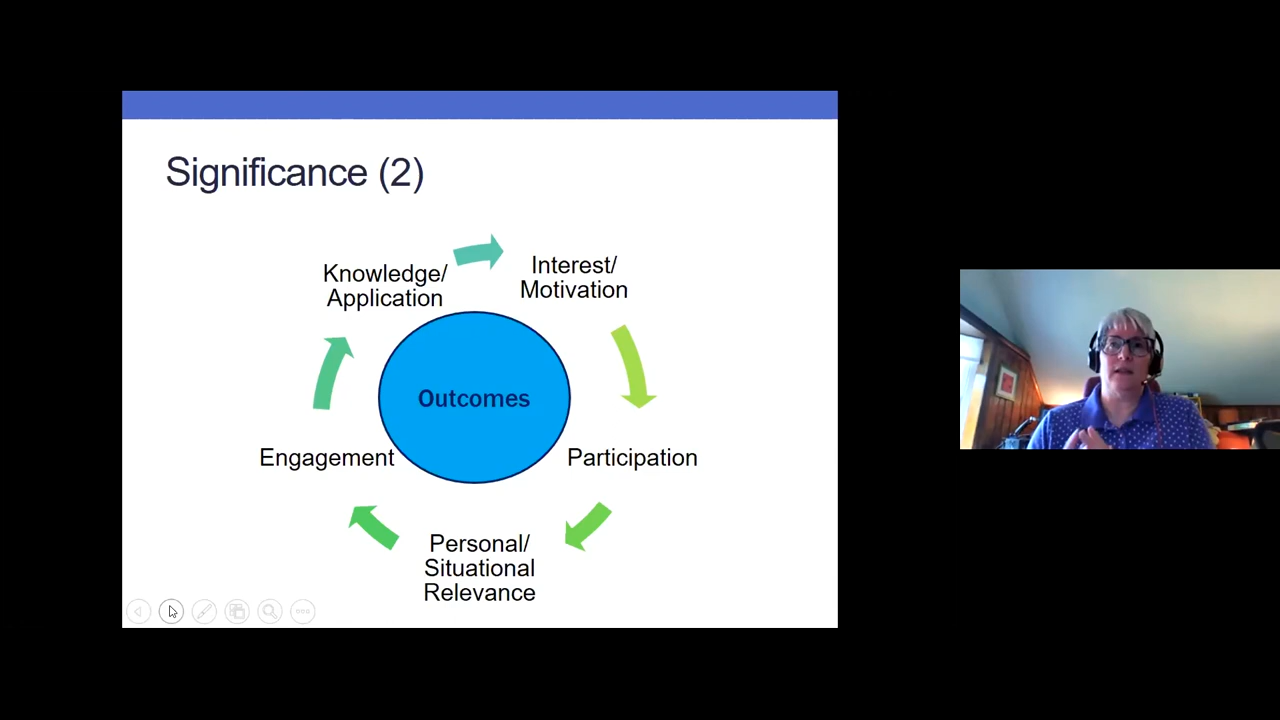 Significance (2)
Knowledge/
Application
Interest/
Motivation
Outcomes
Engagement
Participation
Personal/
Situational
Relevance